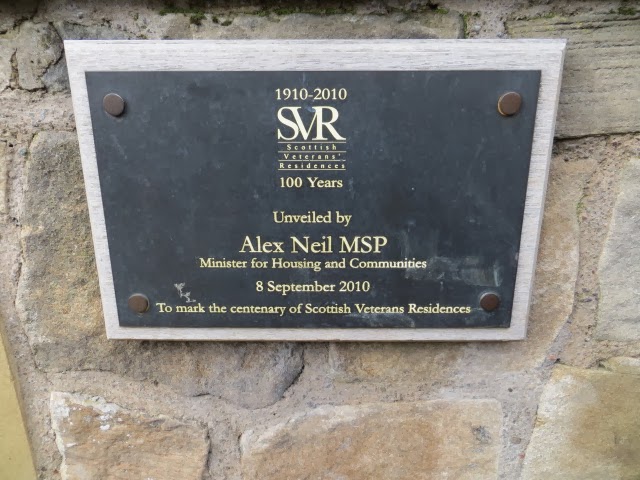 1910-2010
SVR
Scottish
Veterans'
Residences
100 Years
Unveiled by
Alex Neil MSP
Minister for Housing and Communities
8 September 2010
To mark the centenary of Scottish Veterans Residences